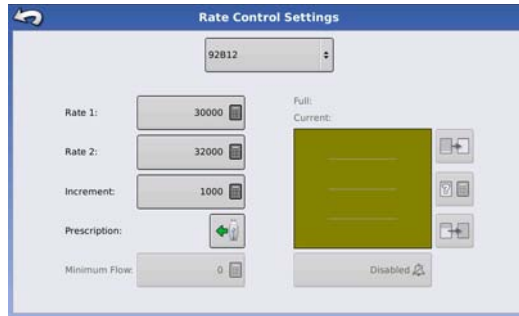 Rate Control Settings
92B12
Rate 1:
30000
Rate 2:
32000
Increment:
1000
Prescription:
Minimum Flow:
0
Full:
Current:
?
Disabled